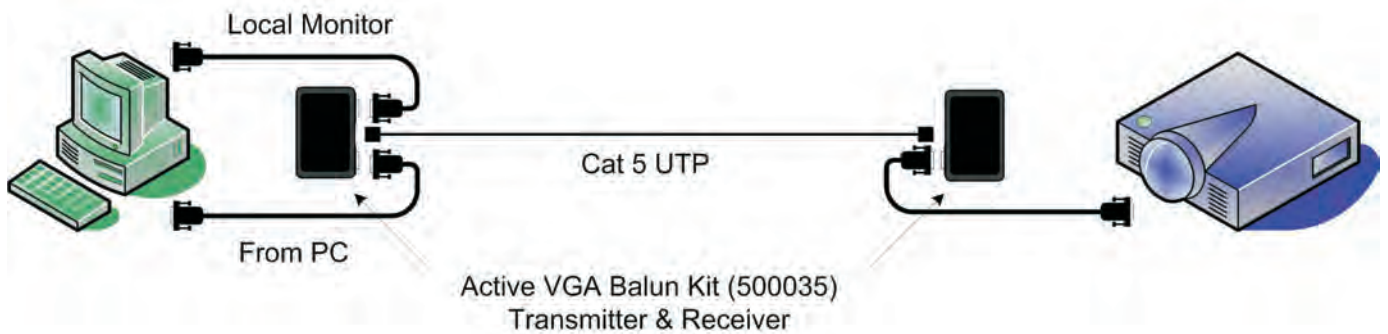 Local Monitor
Cat 5 UTP
From PC
Active VGA Balun Kit (500035)
Transmitter & Receiver